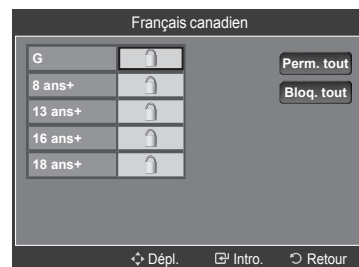 Français canadien
G
Perm. tout
8 ans+
Bloq. tout
13 ans+
16 ans+
18 ans+
Dépl. Intro. Retour